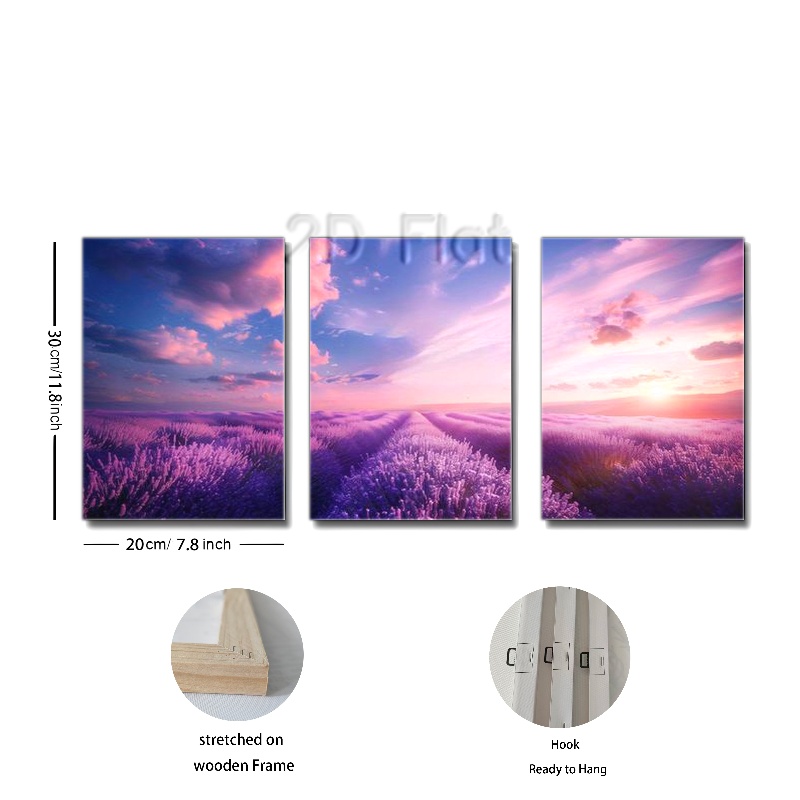 2D Flat
30cm/11.8inch
20cm/ 7.8 inch
stretched on
wooden Frame
Hook
Ready to Hang